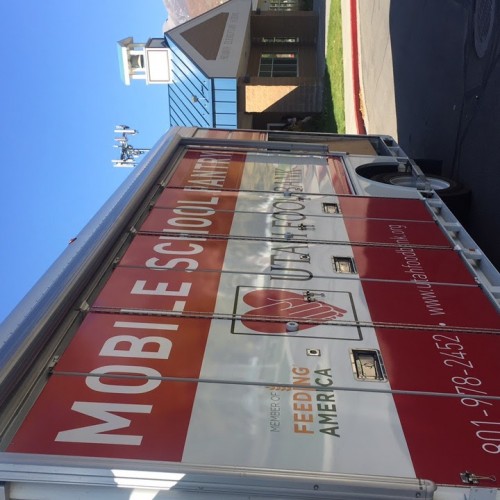 MOBILE SCHOOL PANTRY
UTAH FOOD BANK
MEMBER OF
FEEDING
AMERICA
801-978-2452 • www.utahfoodbank.org